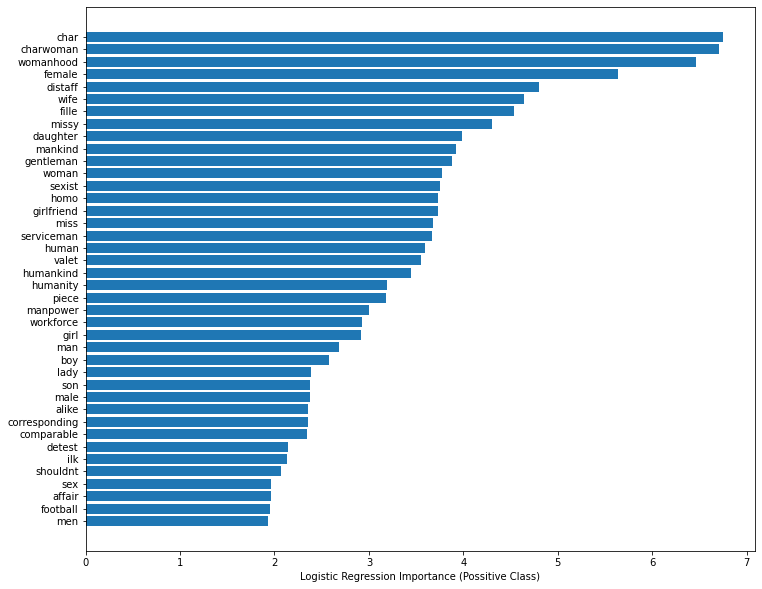 char
charwoman
womanhood
female
distaff
wife
fille
missy
daughter
mankind
gentleman
woman
sexist
homo
girlfriend
miss
serviceman
human
valet
humankind
humanity
piece
manpower
workforce
girl
man
boy
lady
son
male
alike
corresponding
comparable
detest
ilk
shouldnt
sex
affair
football
men
0 1 2 3 4 5 6 7
Logistic Regression Importance (Possitive Class)